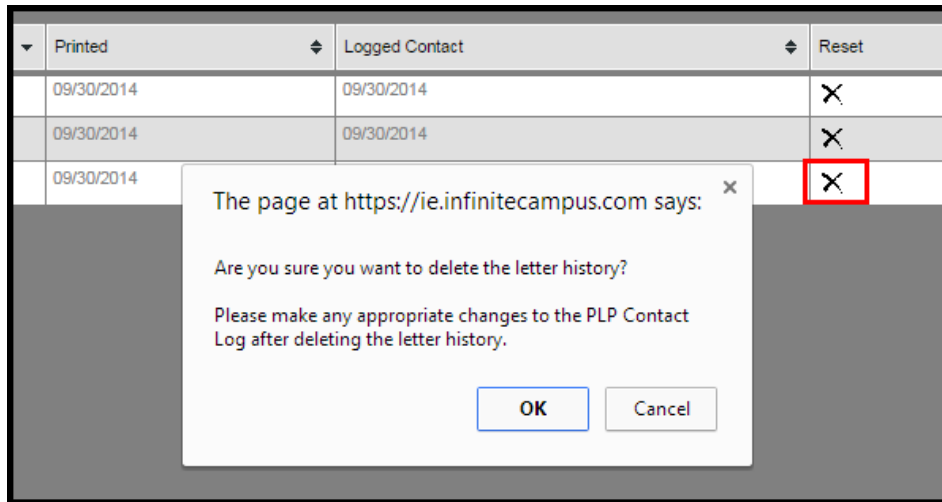 Printed Logged Contact Reset
09/30/2014 09/30/2014
09/30/2014 09/30/2014
09/30/2014
The page at https://ie.infinitecampus.com says:
Are you sure you want to delete the letter history?
Please make any appropriate changes to the PLP Contact
Log after deleting the letter history.
OK Cancel